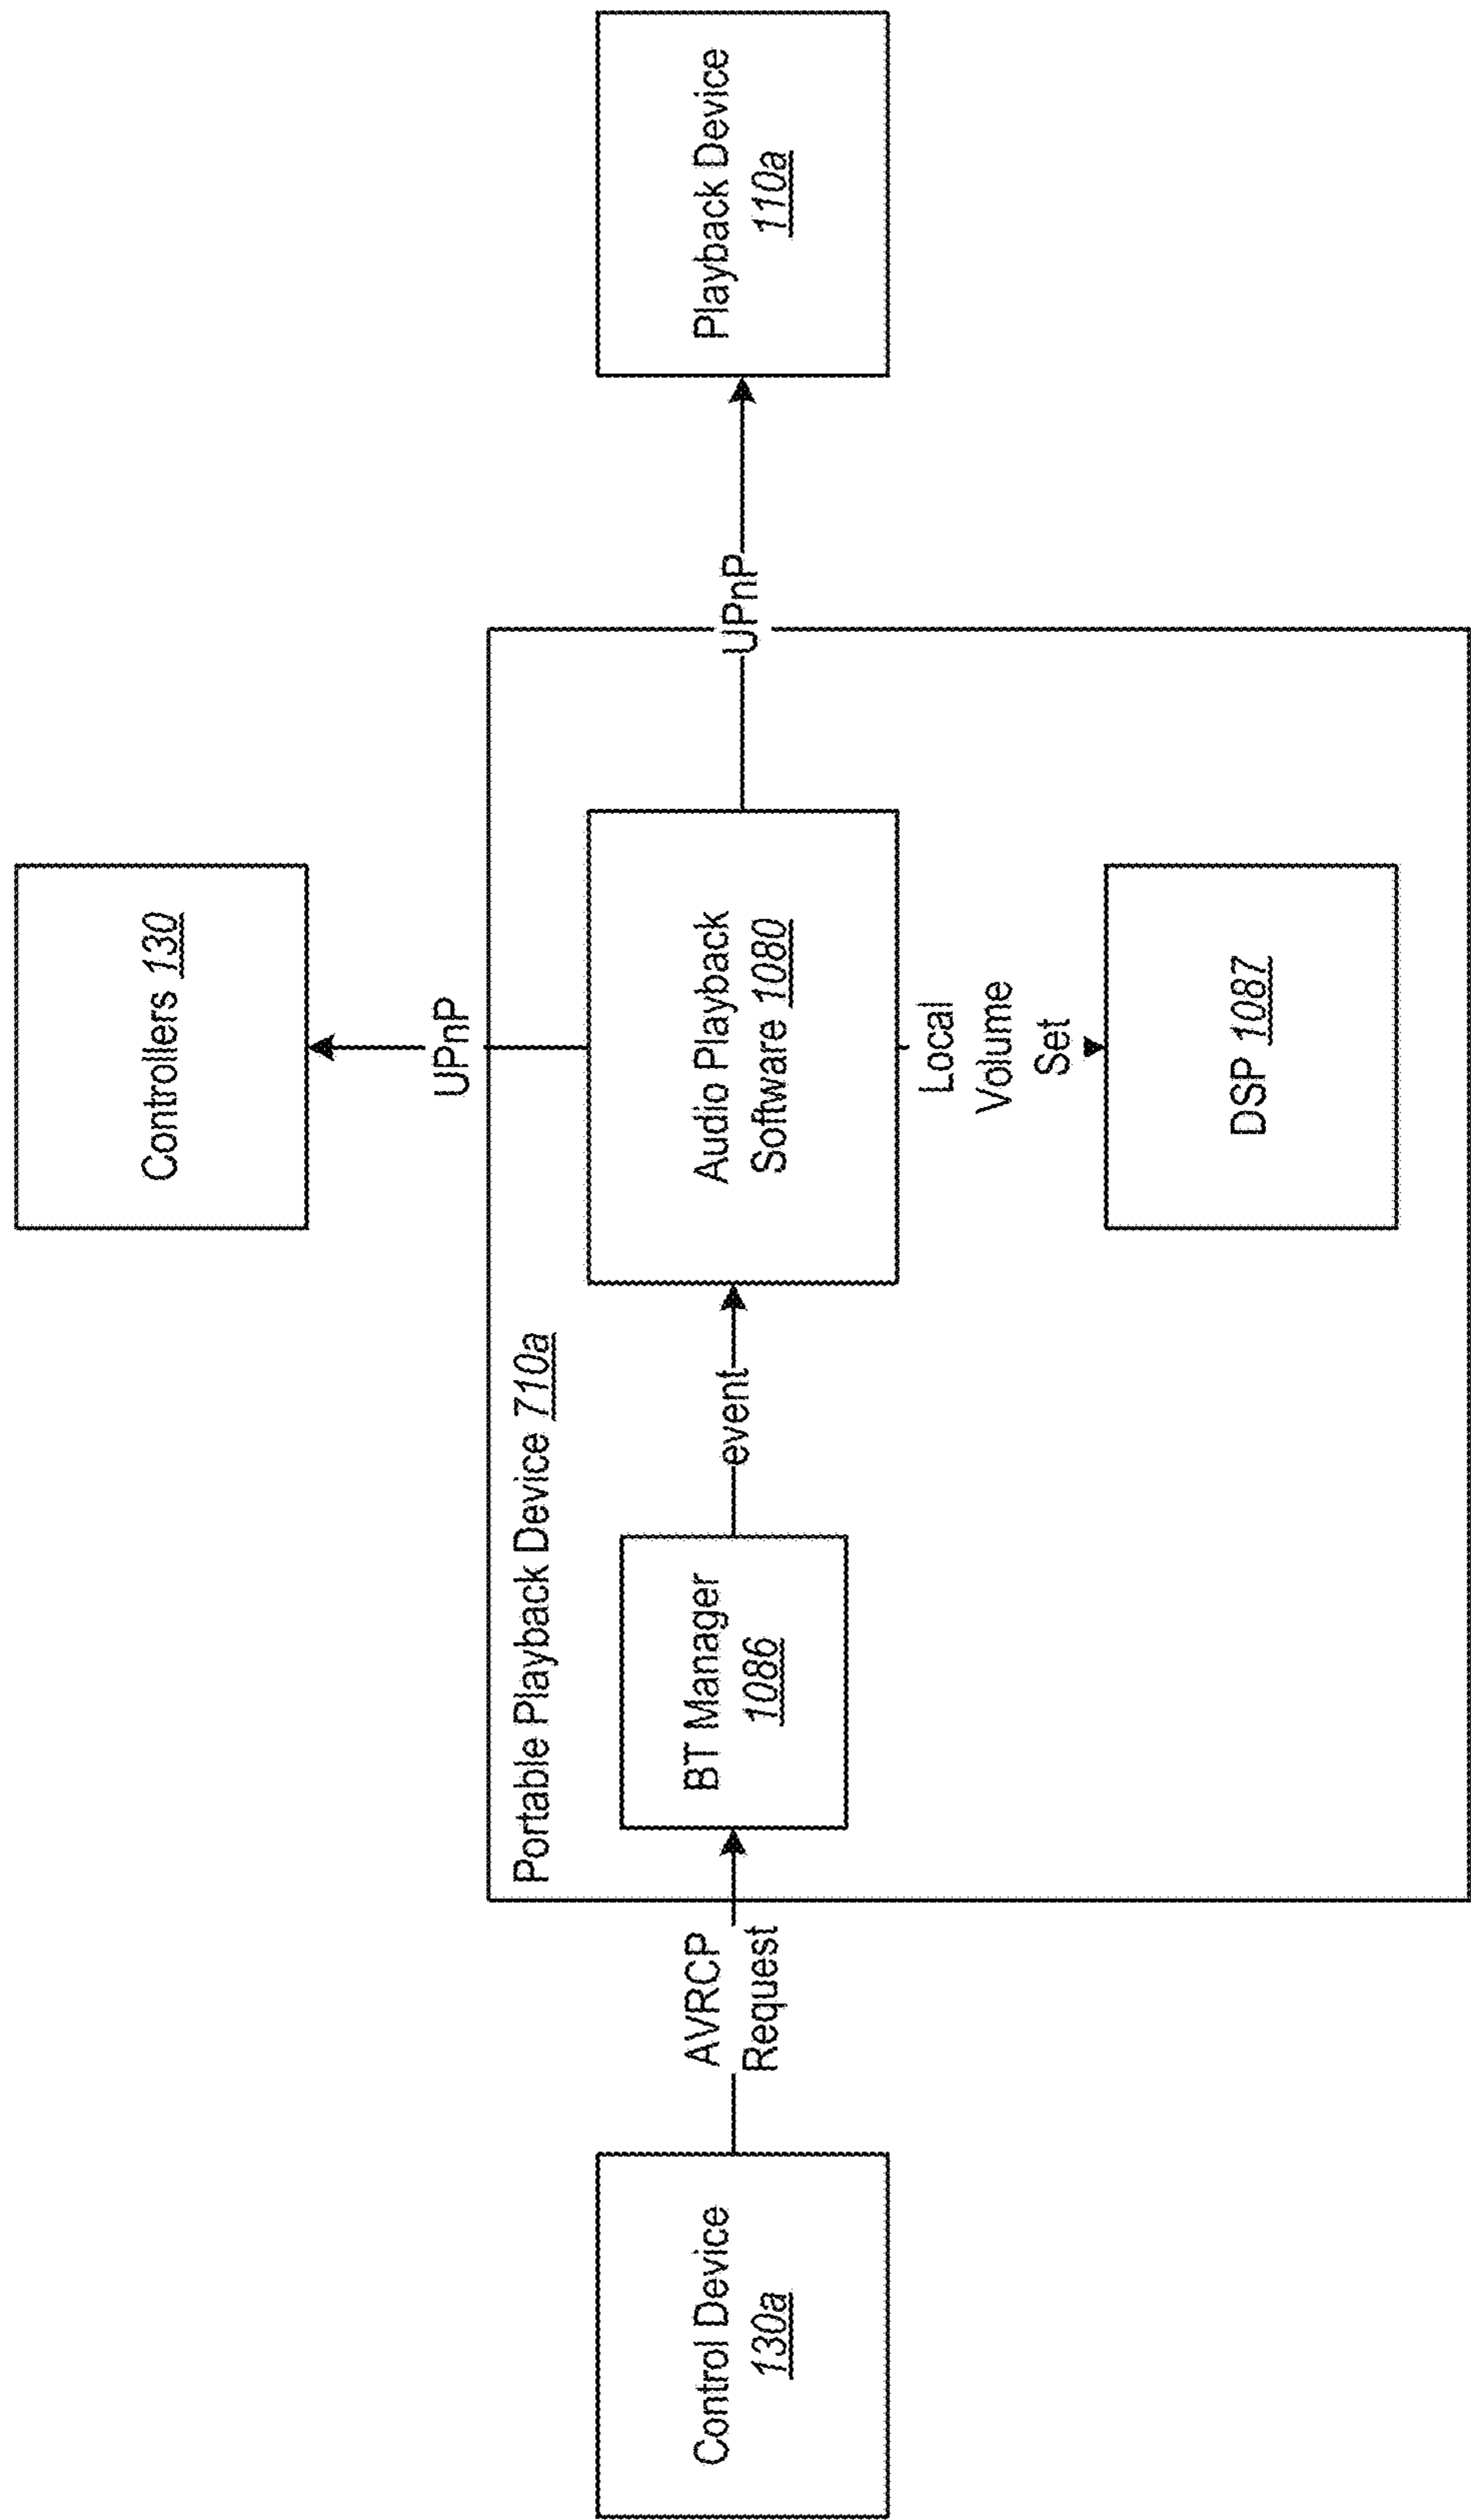 Controllers 130
UPnP
Portable Playback Device 710a
Control Device
130a
AVRCP
Request
BT Manager
1086
event
Audio Playback
Software 1080
UPnP
Playback Device
110a
Local
Volume
Set
DSP 1087